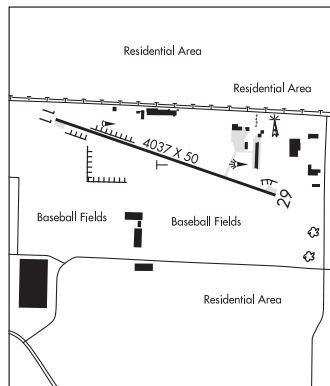 Residential Area
Residential Area
11
4037 X 50
29
Baseball Fields
Baseball Fields
Residential Area